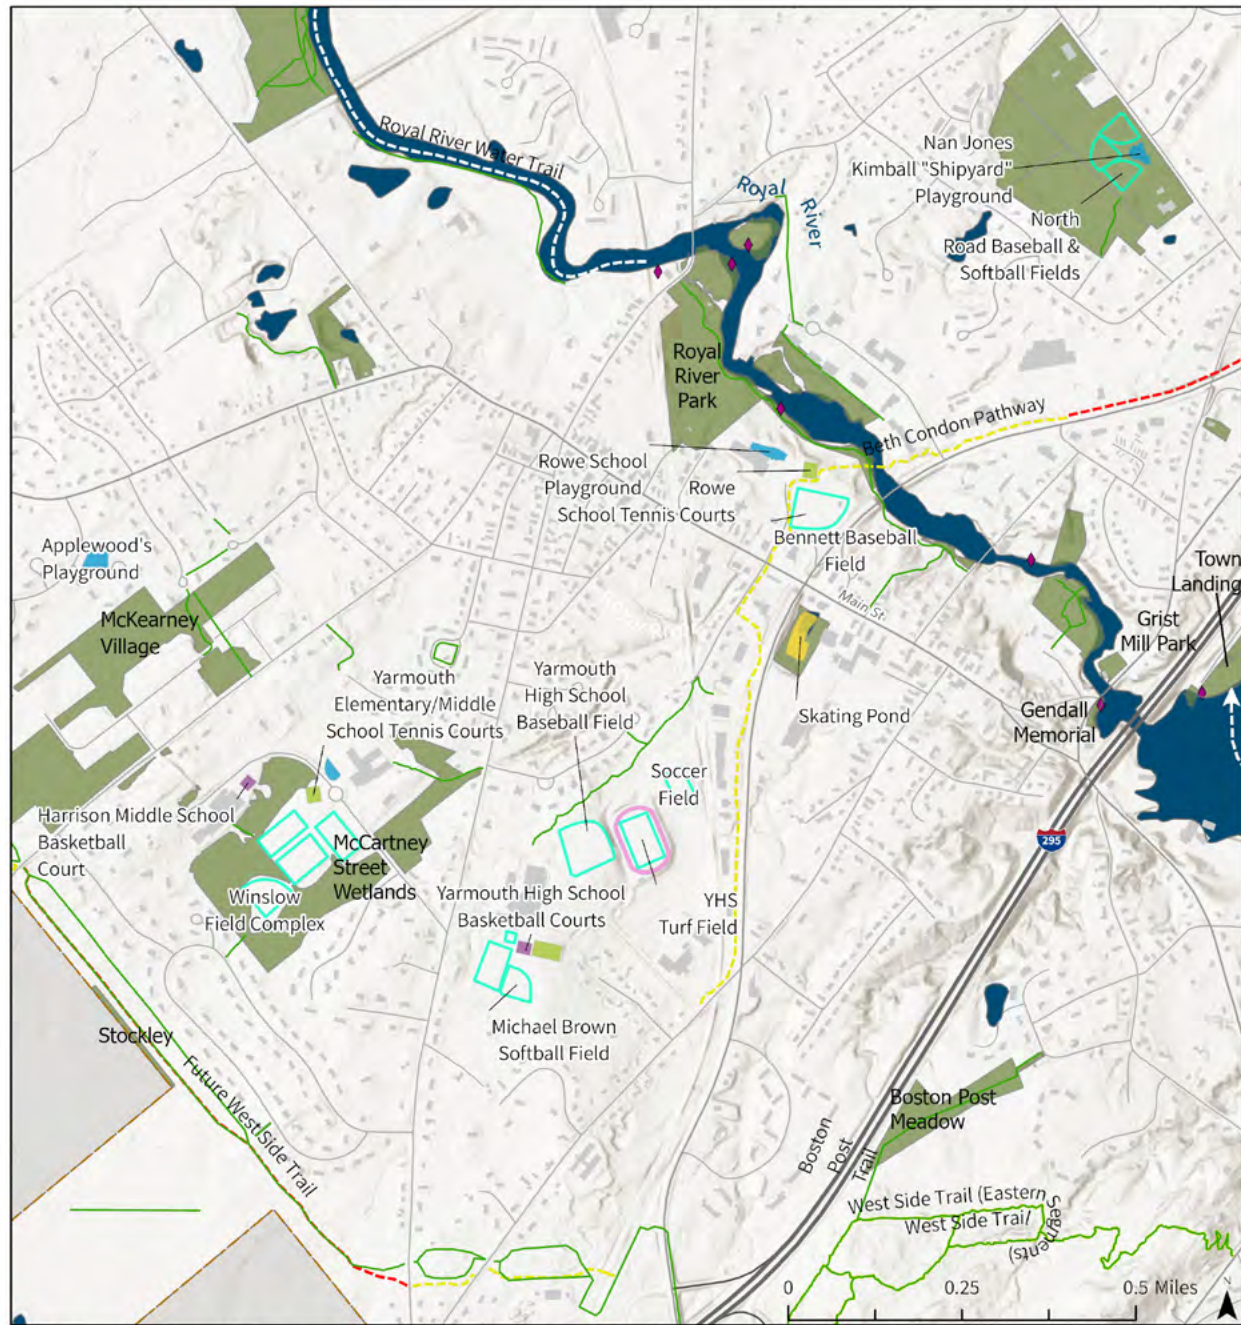 Royal River Water Trail
Royal
River
Nan Jones
Kimball "Shipyard"
Playground
North
Road Baseball &
Softball Fields
Royal
River
Park
Beth Condon Pathway
Rowe School
Playground
Rowe
School Tennis Courts
Bennett Baseball
Field
Applewood's
Playground
McKearney
Village
Main St
Town
Landing
Grist
Mill Park
Yarmouth
Elementary/Middle
School Tennis Courts
Yarmouth
High School
Baseball Field
Skating Pond
Gendall
Memorial
Soccer
Field
Harrison Middle School
Basketball
Court
McCartney
Street
Wetlands
295
Winslow
Field Complex
Yarmouth High School
Basketball Courts
YHS
Turf Field
Michael Brown
Softball Field
Stockley
Future West Side Trail
Boston Post
Meadow
Boston
Post
Trail
West Side Trail (Eastern
Segments)
West Side Trail
0 0.25 0.5 Miles